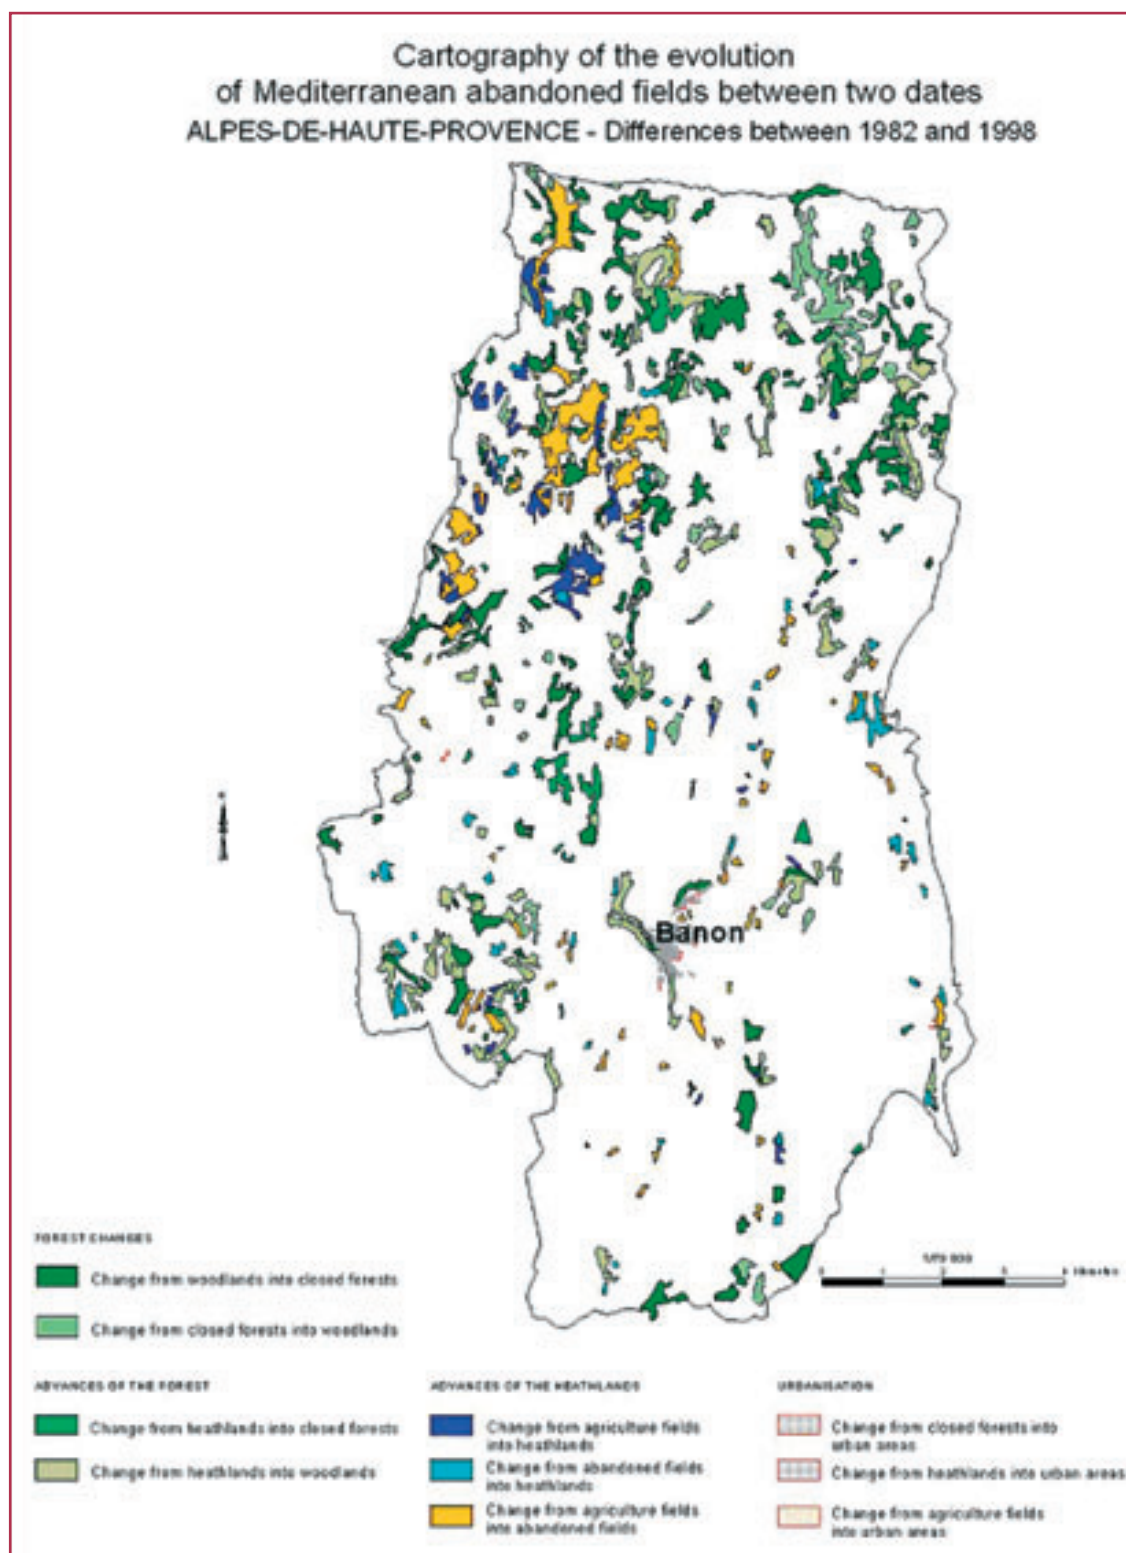 Cartography of the evolution
of Mediterranean abandoned fields between two dates
ALPES-DE-HAUTE-PROVENCE - Differences between 1982 and 1998
Banon
FOREST CHANGES
Change from woodlands into closed forests
Change from closed forests into woodlands
ADVANCES OF THE FOREST
Change from heathlands into closed forests
Change from heathlands into woodlands
ADVANCES OF THE HEATHLANDS
Change from agriculture fields
into heathlands
Change from abandoned fields
into heathlands
Change from agriculture fields
into abandoned fields
URBANISATION
Change from closed forests into
urban areas
Change from heathlands into urban areas
Change from agriculture fields
into urban areas